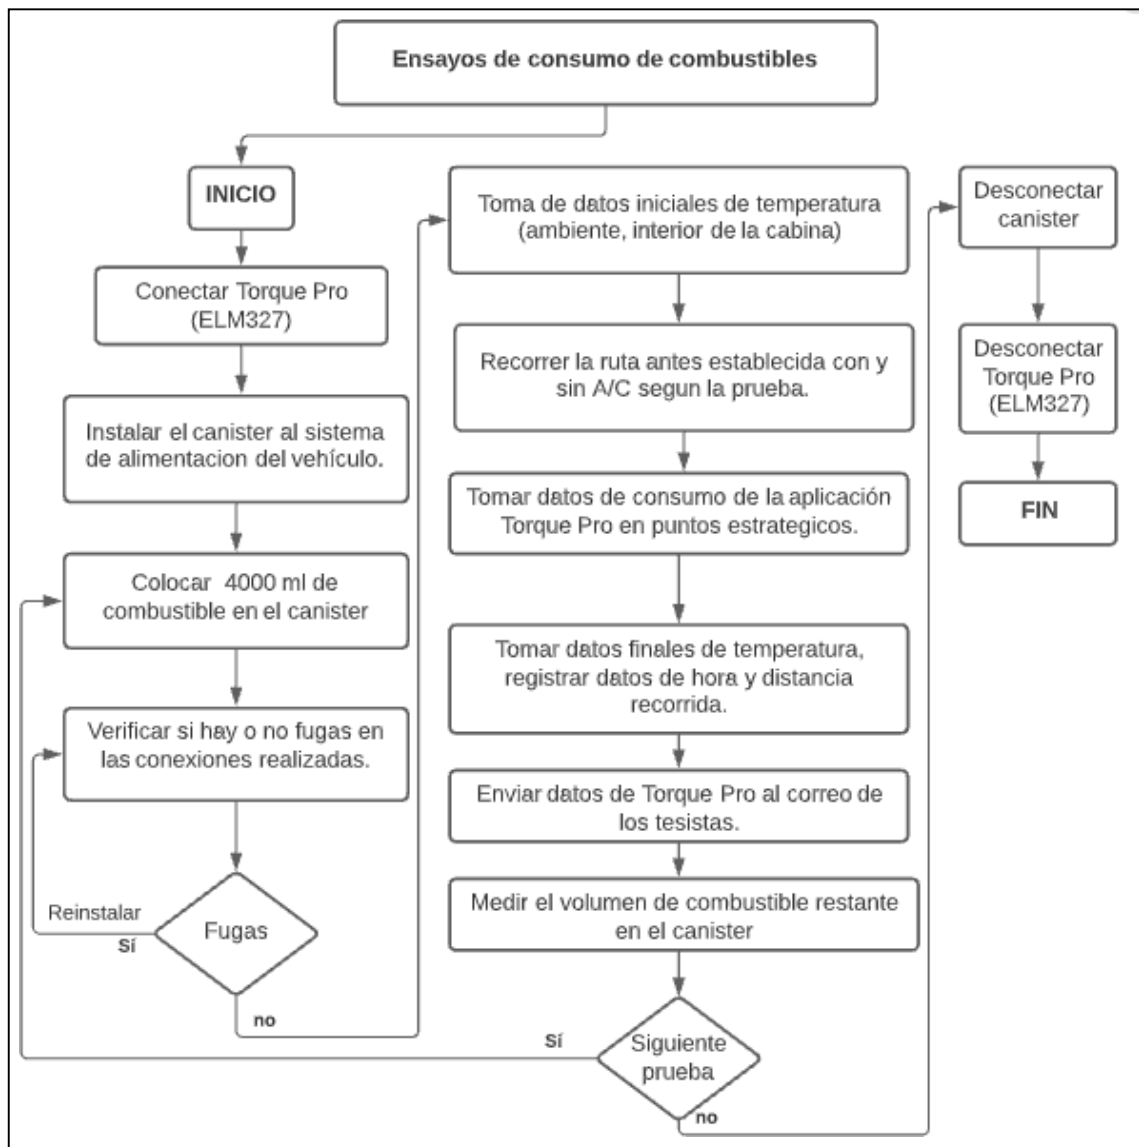 Ensayos de consumo de combustibles
INICIO
Conectar Torque Pro
(ELM327)
Instalar el canister al sistema
de alimentacion del vehículo.
Colocar 4000 ml de
combustible en el canister
Verificar si hay o no fugas en
las conexiones realizadas.
Reinstalar
Sí
Fugas
no
Toma de datos iniciales de temperatura
(ambiente, interior de la cabina)
Recorrer la ruta antes establecida con y
sin A/C segun la prueba.
Tomar datos de consumo de la aplicación
Torque Pro en puntos estrategicos.
Tomar datos finales de temperatura,
registrar datos de hora y distancia
recorrida.
Enviar datos de Torque Pro al correo de
los tesistas.
Medir el volumen de combustible restante
en el canister
Sí
Siguiente
prueba
no
Desconectar
canister
Desconectar
Torque Pro
(ELM327)
FIN